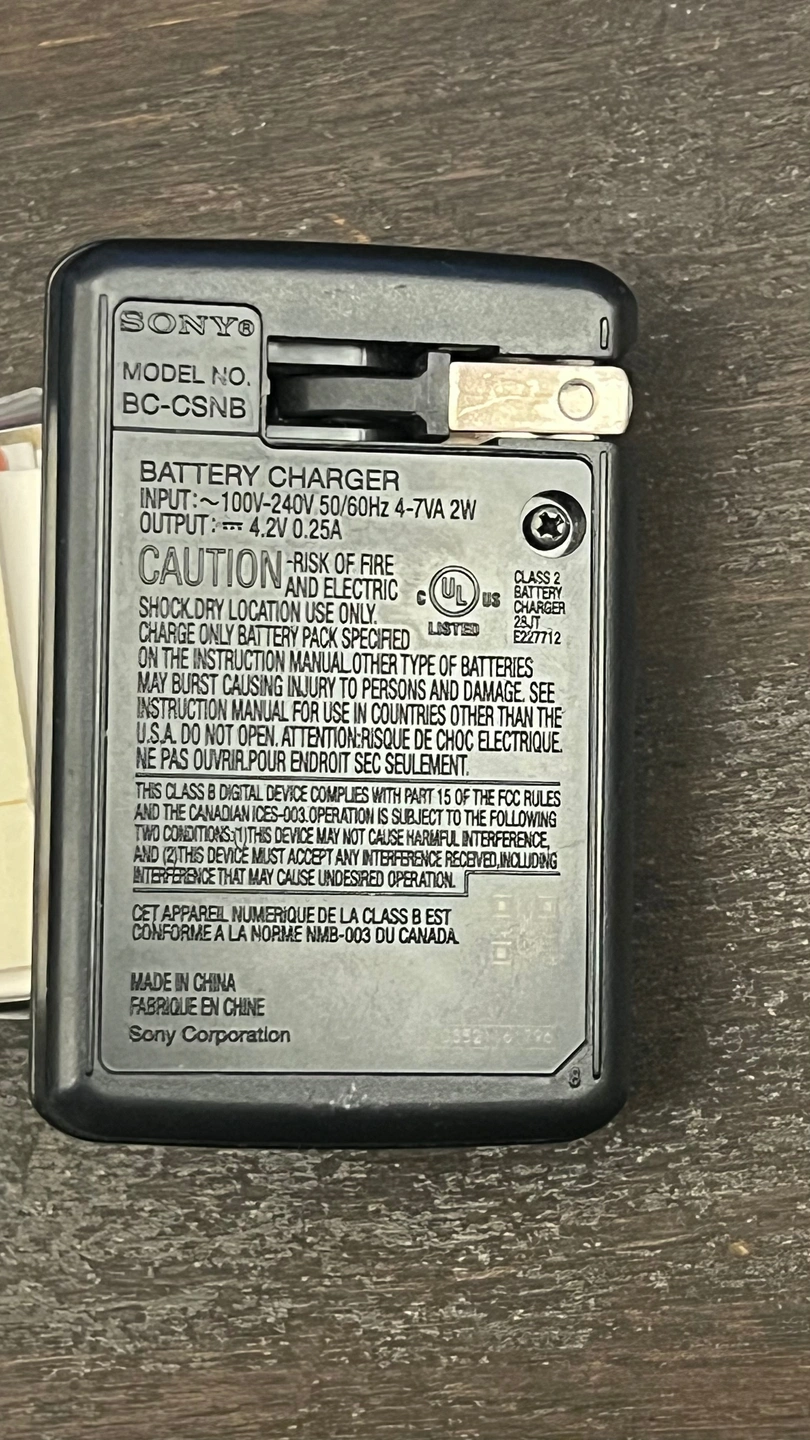 SONY®
MODEL NO.
BC-CSNB
BATTERY CHARGER
INPUT:~100V-240V 50/60Hz 4-7VA 2W
OUTPUT: ⎓ 4.2V 0.25A
CAUTION-RISK OF FIRE
AND ELECTRIC
SHOCK.DRY LOCATION USE ONLY.
CHARGE ONLY BATTERY PACK SPECIFIED
ON THE INSTRUCTION MANUAL.OTHER TYPE OF BATTERIES
MAY BURST CAUSING INJURY TO PERSONS AND DAMAGE. SEE
INSTRUCTION MANUAL FOR USE IN COUNTRIES OTHER THAN THE
U.S.A. DO NOT OPEN. ATTENTION:RISQUE DE CHOC ELECTRIQUE.
NE PAS OUVRIR.POUR ENDROIT SEC SEULEMENT.
C UL US
LISTED
CLASS 2
BATTERY
CHARGER
28JT
E227712
THIS CLASS B DIGITAL DEVICE COMPLIES WITH PART 15 OF THE FCC RULES
AND THE CANADIAN ICES-003.OPERATION IS SUBJECT TO THE FOLLOWING
TWO CONDITIONS:(1)THIS DEVICE MAY NOT CAUSE HARMFUL INTERFERENCE,
AND (2)THIS DEVICE MUST ACCEPT ANY INTERFERENCE RECEIVED,INCLUDING
INTERFERENCE THAT MAY CAUSE UNDESIRED OPERATION.
CET APPAREIL NUMERIQUE DE LA CLASS B EST
CONFORME A LA NORME NMB-003 DU CANADA.
MADE IN CHINA
FABRIQUE EN CHINE
Sony Corporation
8